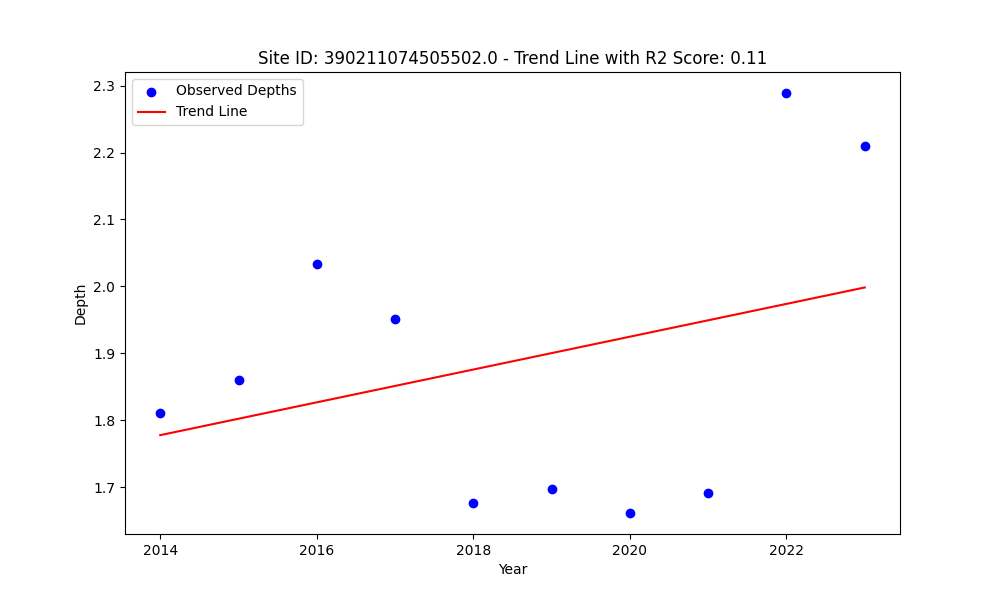 Site ID: 390211074505502.0 - Trend Line with R2 Score: 0.11
Observed Depths
Trend Line
2.3
2.2
2.1
2.0
1.9
1.8
1.7
Depth
2014
2016
2018
2020
2022
Year